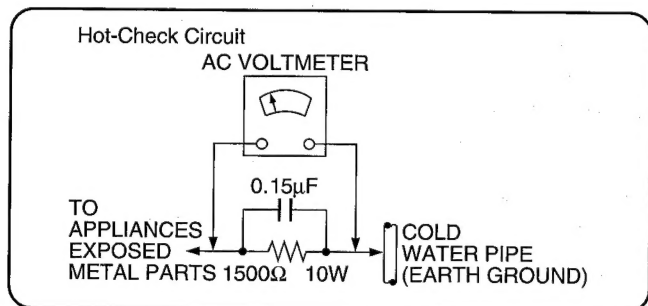 Hot-Check Circuit
AC VOLTMETER
0.15µF
TO
APPLIANCES
EXPOSED
METAL PARTS 1500Ω 10W
COLD
WATER PIPE
(EARTH GROUND)